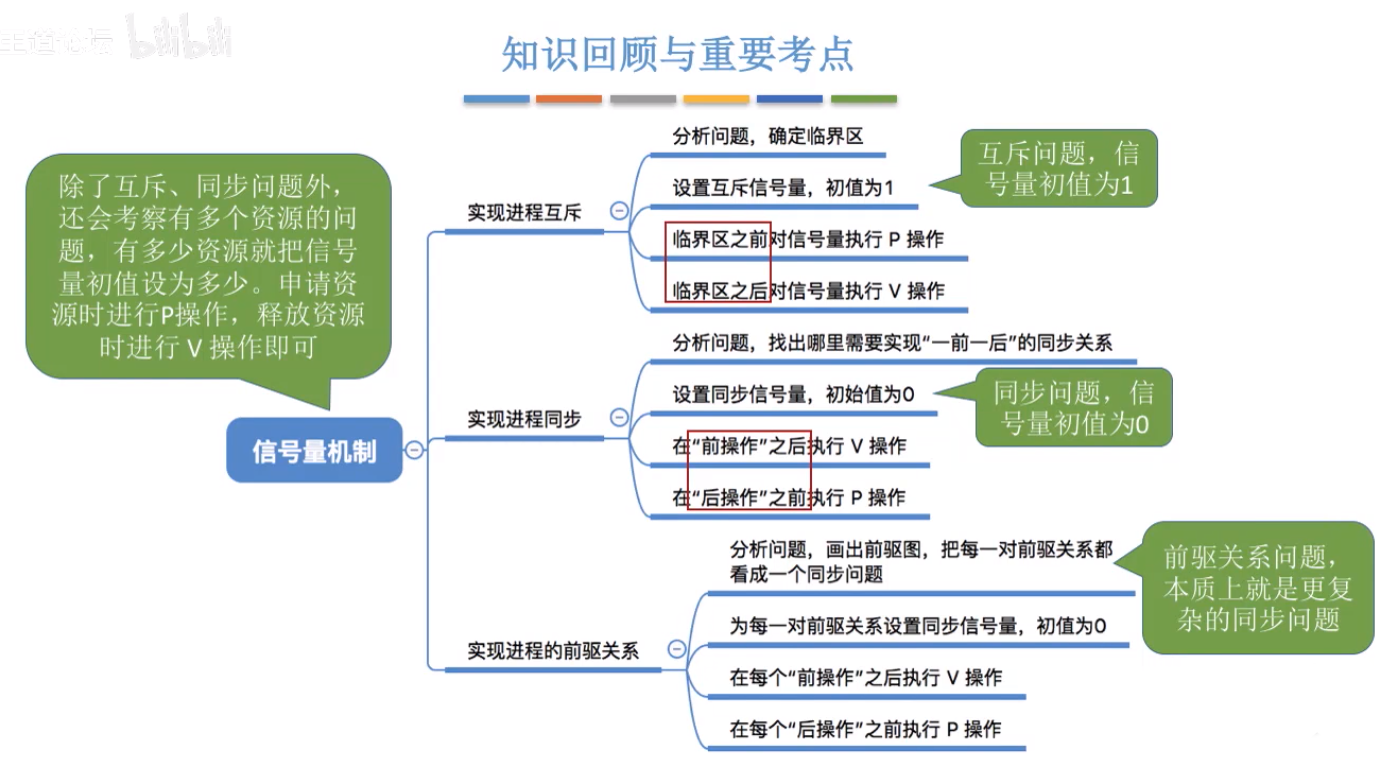 王道论坛 bilibili
知识回顾与重要考点
除了互斥、同步问题外，
还会考察有多个资源的问
题，有多少资源就把信号
量初值设为多少。申请资
源时进行P操作，释放资源
时进行 V 操作即可
信号量机制
实现进程互斥
分析问题，确定临界区
设置互斥信号量，初值为1
互斥问题，信
号量初值为1
临界区之前对信号量执行 P 操作
临界区之后对信号量执行 V 操作
实现进程同步
分析问题，找出哪里需要实现“一前一后”的同步关系
设置同步信号量，初始值为0
同步问题，信
号量初值为0
在“前操作”之后执行 V 操作
在“后操作”之前执行 P 操作
实现进程的前驱关系
分析问题，画出前驱图，把每一对前驱关系都
看成一个同步问题
前驱关系问题，
本质上就是更复
杂的同步问题
为每一对前驱关系设置同步信号量，初值为0
在每个“前操作”之后执行 V 操作
在每个“后操作”之前执行 P 操作